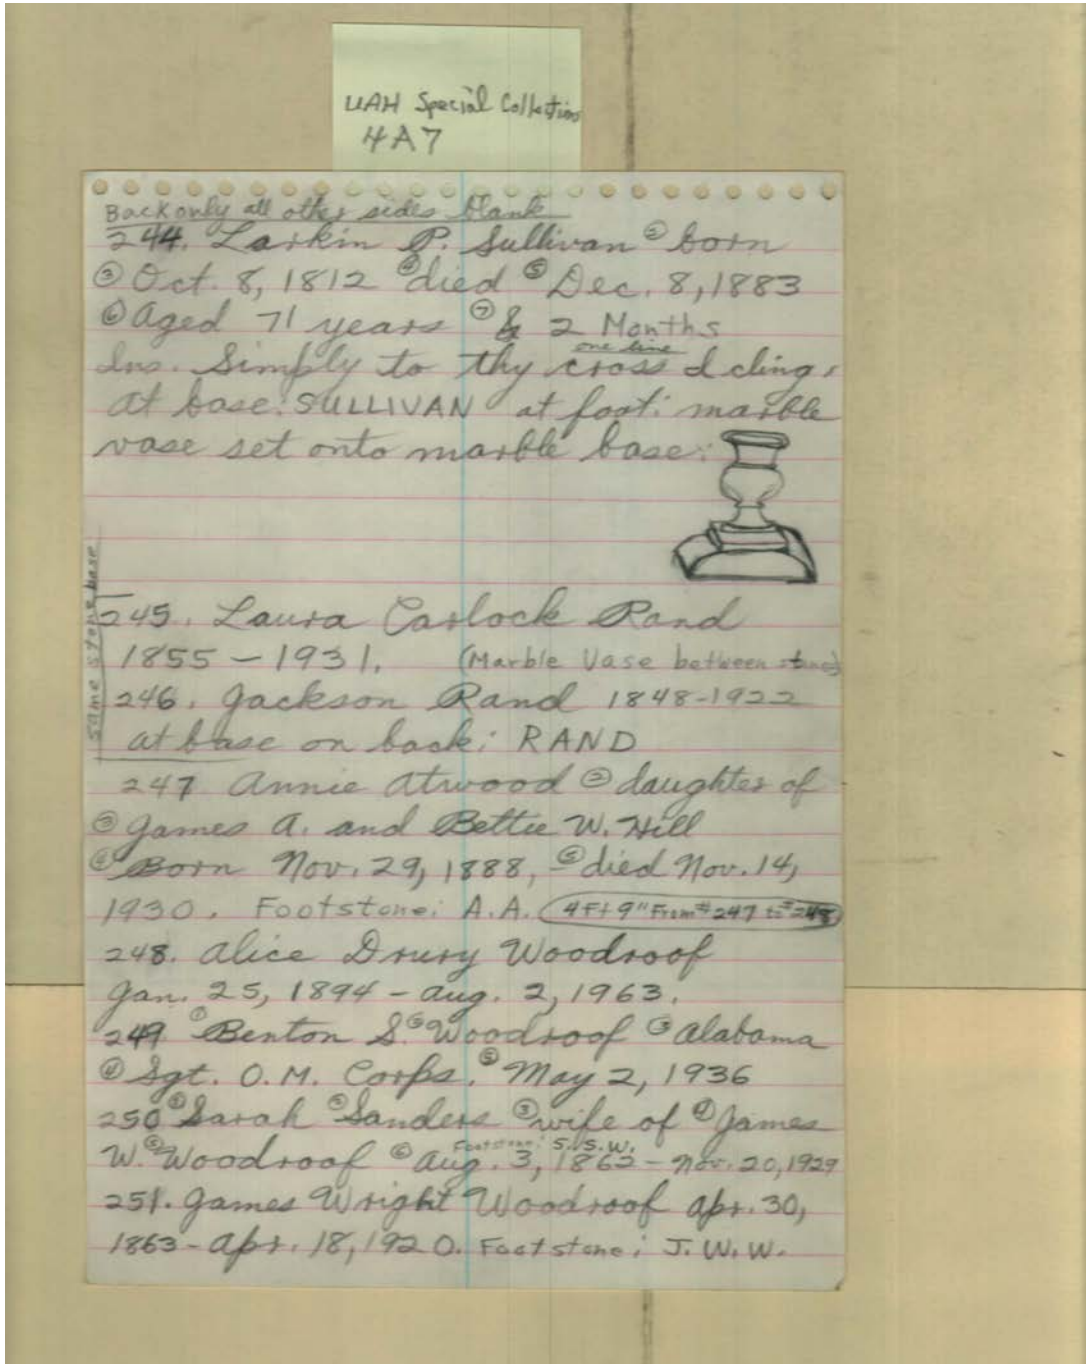 UAH Special Collections
4A7
Back only all other sides blank
244. Larkin P. Sullivan ② born
③ Oct. 8, 1812 ④ died ⑤ Dec. 8, 1883
⑥ Aged 71 years ⑦ & 2 Months
one line
Ins. Simply to thy cross I cling,
at base: SULLIVAN at foot: marble
vase set onto marble base:
same stone base
245. Laura Carlock Rand
1855 - 1931. (Marble Vase between stones)
246. Jackson Rand 1848-1922
at base on back: RAND
247 Annie Atwood ② daughter of
③ James A. and Bettie W. Hill
④ Born Nov. 29, 1888, ⑤ died Nov. 14,
1930. Footstone: A.A. 4 Ft 9" From #247 to #248
248. Alice Drury Woodroof
Jan. 25, 1894 - Aug. 2, 1963.
249 ① Benton S. ② Woodroof ③ Alabama
④ Sgt. O.M. Corps. ⑤ May 2, 1936
250 ① Sarah ② Sanders ③ wife of ④ James
Footstone: S.S.W.
W. ⑤ Woodroof ⑥ Aug. 3, 1862 - Nov. 20, 1929
251. James Wright Woodroof Apr. 30,
1863 - Apr. 18, 1920. Footstone: J.W.W.